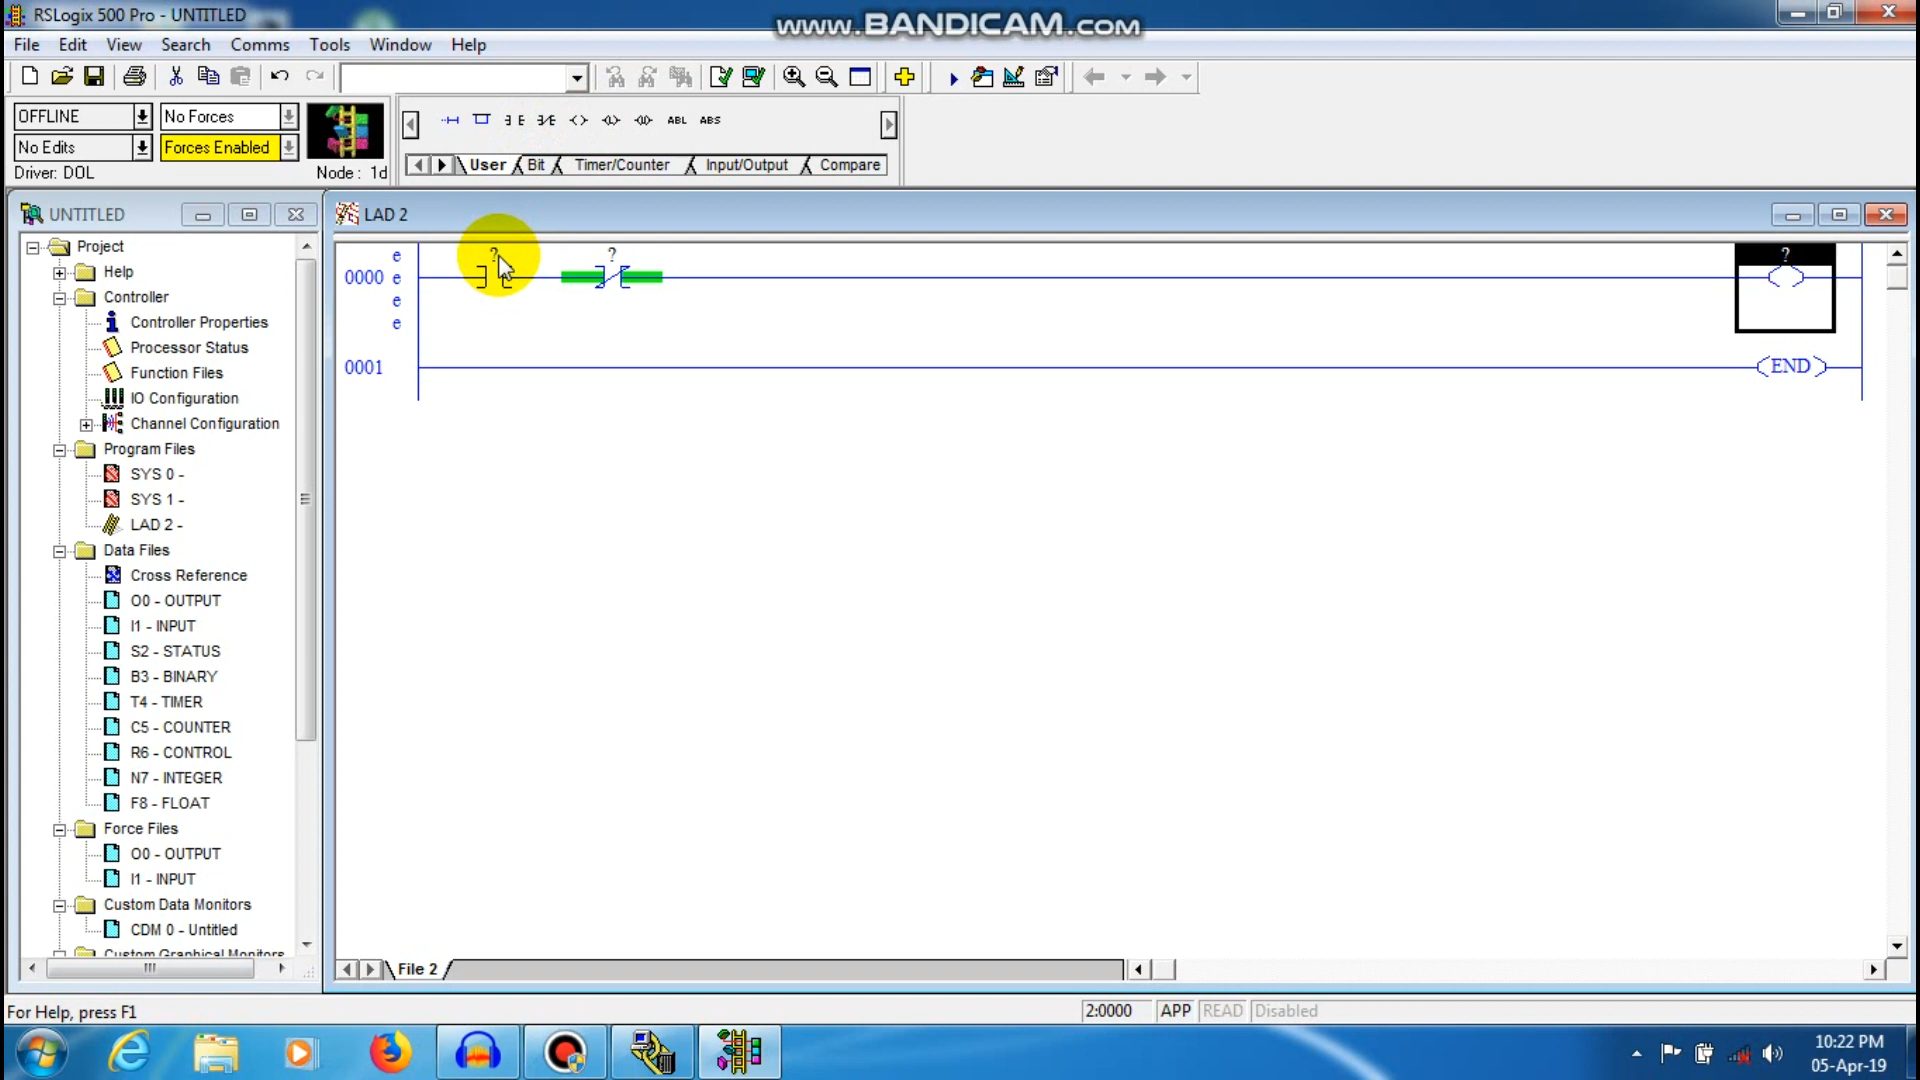 RSLogix 500 Pro - UNTITLED
www.BANDICAM.com
File Edit View Search Comms Tools Window Help
OFFLINE No Forces
No Edits Forces Enabled
Driver: DOL Node : 1d
ABL ABS
User Bit Timer/Counter Input/Output Compare
UNTITLED
Project
Help
Controller
Controller Properties
Processor Status
Function Files
IO Configuration
Channel Configuration
Program Files
SYS 0 -
SYS 1 -
LAD 2 -
Data Files
Cross Reference
O0 - OUTPUT
I1 - INPUT
S2 - STATUS
B3 - BINARY
T4 - TIMER
C5 - COUNTER
R6 - CONTROL
N7 - INTEGER
F8 - FLOAT
Force Files
O0 - OUTPUT
I1 - INPUT
Custom Data Monitors
CDM 0 - Untitled
Custom Graphical Monitors
LAD 2
e ? ? ?
0000 e
e
e
0001 END
File 2
For Help, press F1 2:0000 APP READ Disabled
10:22 PM
05-Apr-19